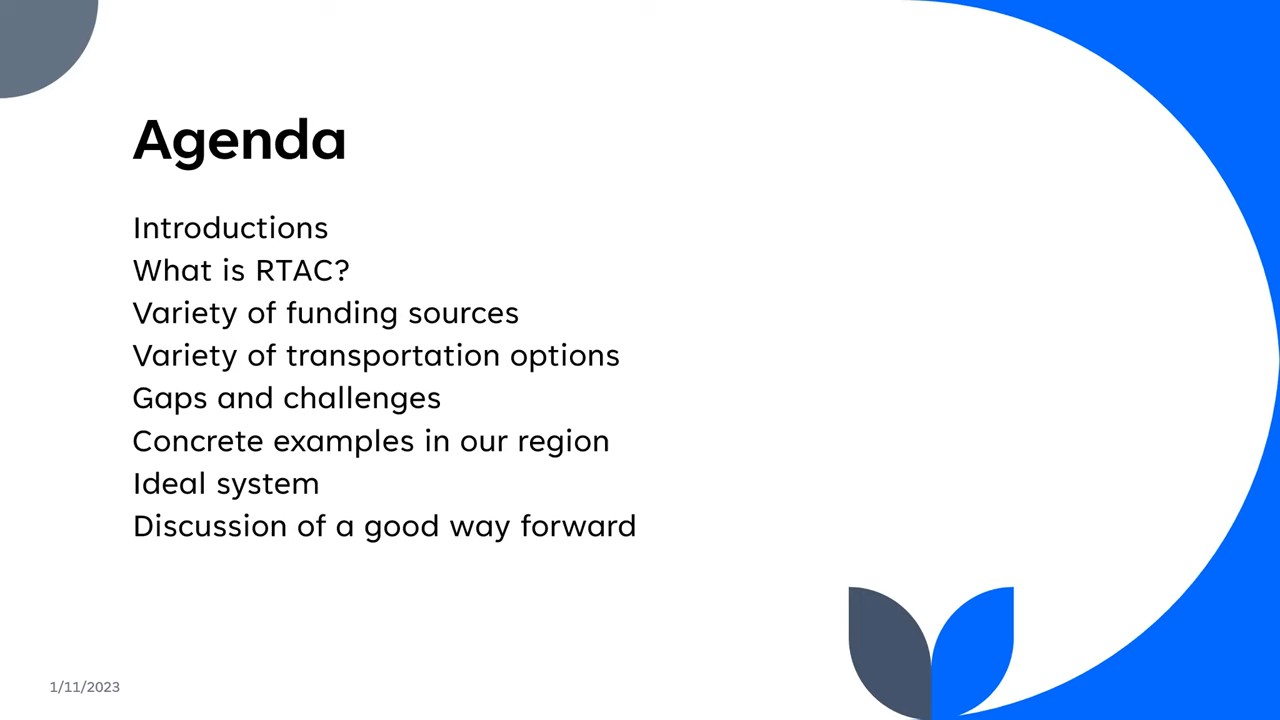 Agenda
Introductions
What is RTAC?
Variety of funding sources
Variety of transportation options
Gaps and challenges
Concrete examples in our region
Ideal system
Discussion of a good way forward
1/11/2023